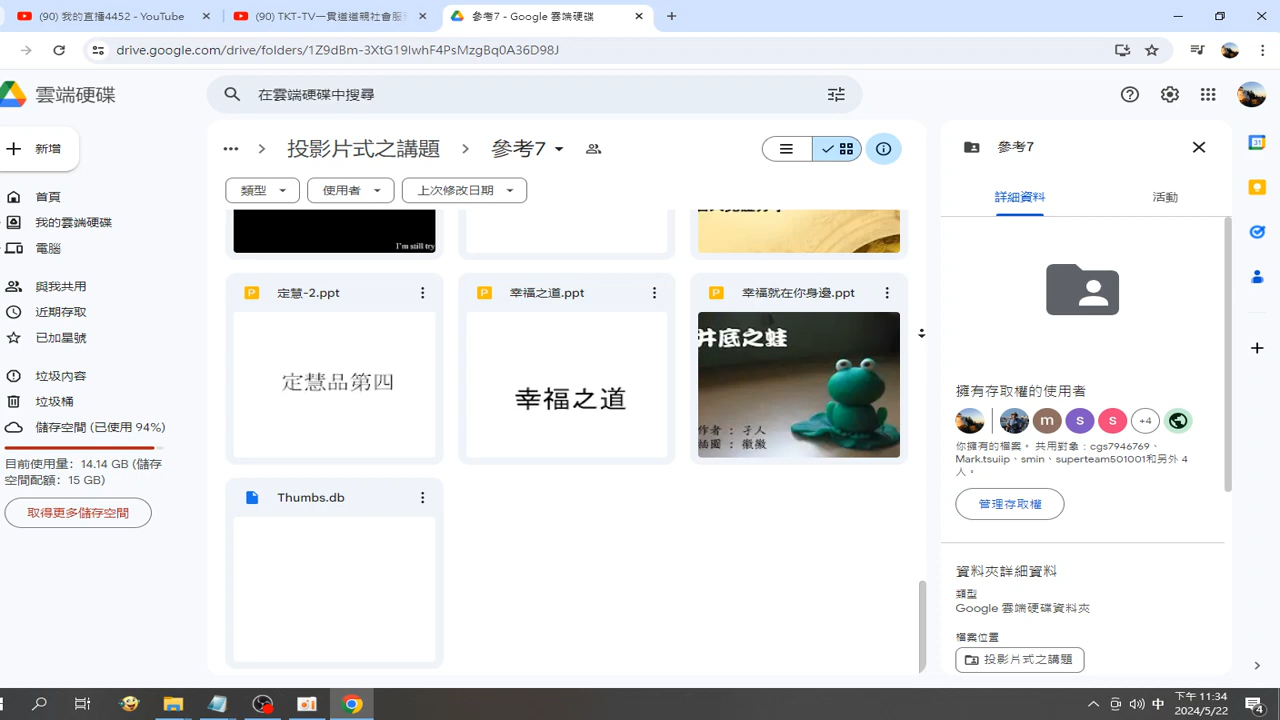 (90) 我的直播4452 - YouTube
(90) TKT-TV一貫道道親社會服
參考7 - Google 雲端硬碟
drive.google.com/drive/folders/1Z9dBm-3XtG19IwhF4PsMzgBq0A36D98J
雲端硬碟
在雲端硬碟中搜尋
新增
投影片式之講題
參考7
參考7
類型
使用者
上次修改日期
詳細資料
活動
首頁
我的雲端硬碟
電腦
與我共用
近期存取
已加星號
垃圾內容
垃圾桶
儲存空間 (已使用 94%)
目前使用量: 14.14 GB (儲存
空間配額: 15 GB)
取得更多儲存空間
I'm still try
定慧-2.ppt
幸福之道.ppt
幸福就在你身邊.ppt
定慧品第四
幸福之道
井底之蛙
作者 : 子人
插圖 : 徽徽
Thumbs.db
擁有存取權的使用者
m
s
s
+4
你擁有的檔案。 共用對象：cgs7946769、
Mark.tsuiip、smin、superteam501001和另外 4
人。
管理存取權
資料夾詳細資料
類型
Google 雲端硬碟資料夾
檔案位置
投影片式之講題
31
中
下午 11:34
2024/5/22
4